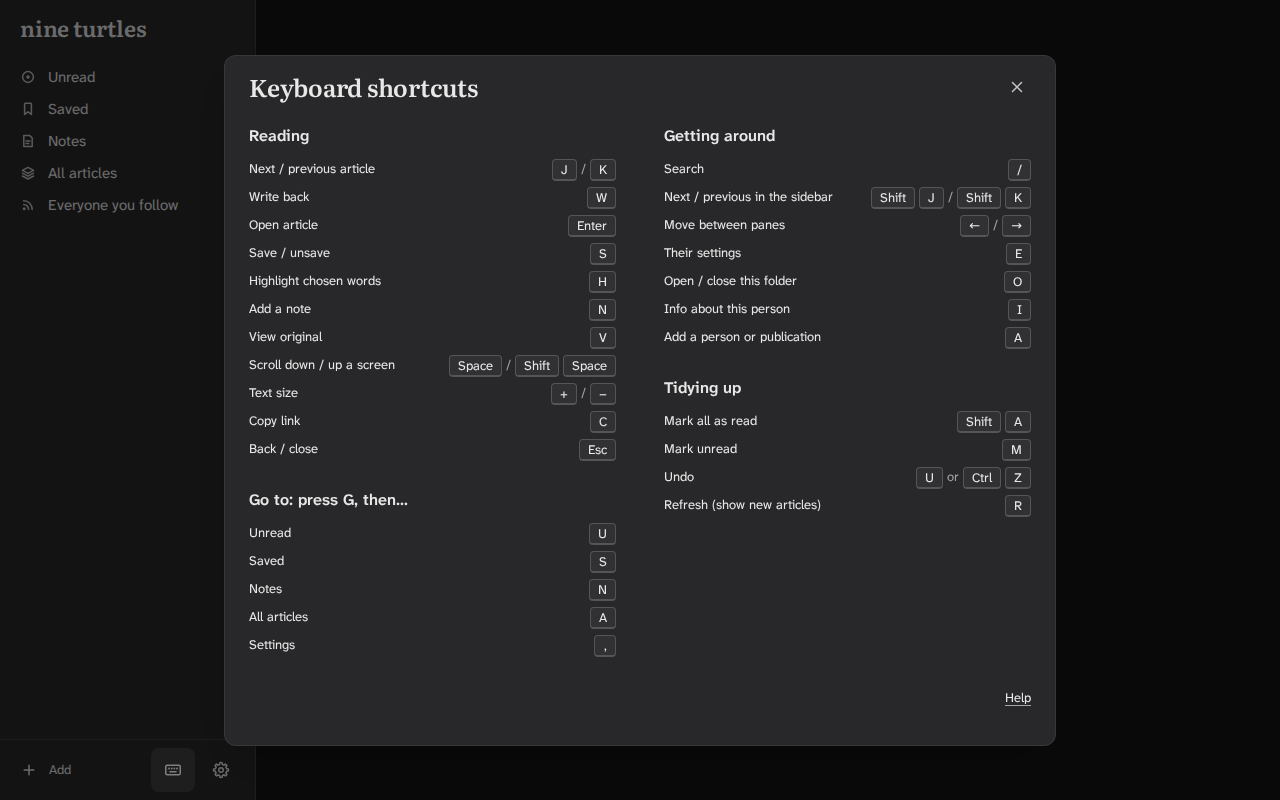 nine turtles
Unread
Saved
Notes
All articles
Everyone you follow
Add
Keyboard shortcuts
Reading
Next / previous article J / K
Write back W
Open article Enter
Save / unsave S
Highlight chosen words H
Add a note N
View original V
Scroll down / up a screen Space / Shift Space
Text size + / −
Copy link C
Back / close Esc
Go to: press G, then...
Unread U
Saved S
Notes N
All articles A
Settings ,
Getting around
Search /
Next / previous in the sidebar Shift J / Shift K
Move between panes ← / →
Their settings E
Open / close this folder O
Info about this person I
Add a person or publication A
Tidying up
Mark all as read Shift A
Mark unread M
Undo U or Ctrl Z
Refresh (show new articles) R
Help